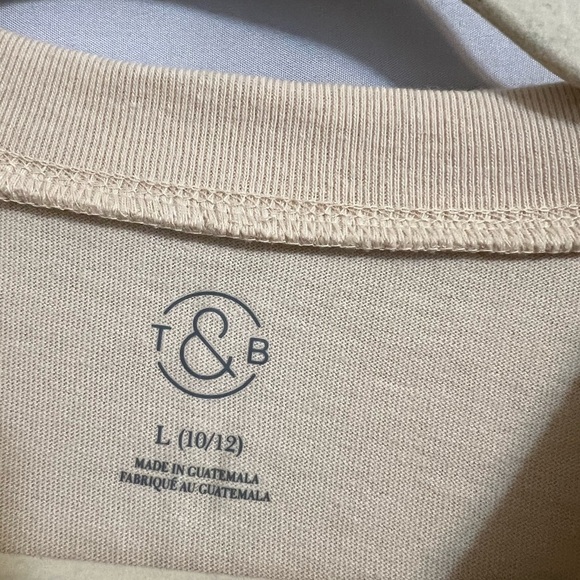 T & B
L (10/12)
MADE IN GUATEMALA
FABRIQUÉ AU GUATEMALA